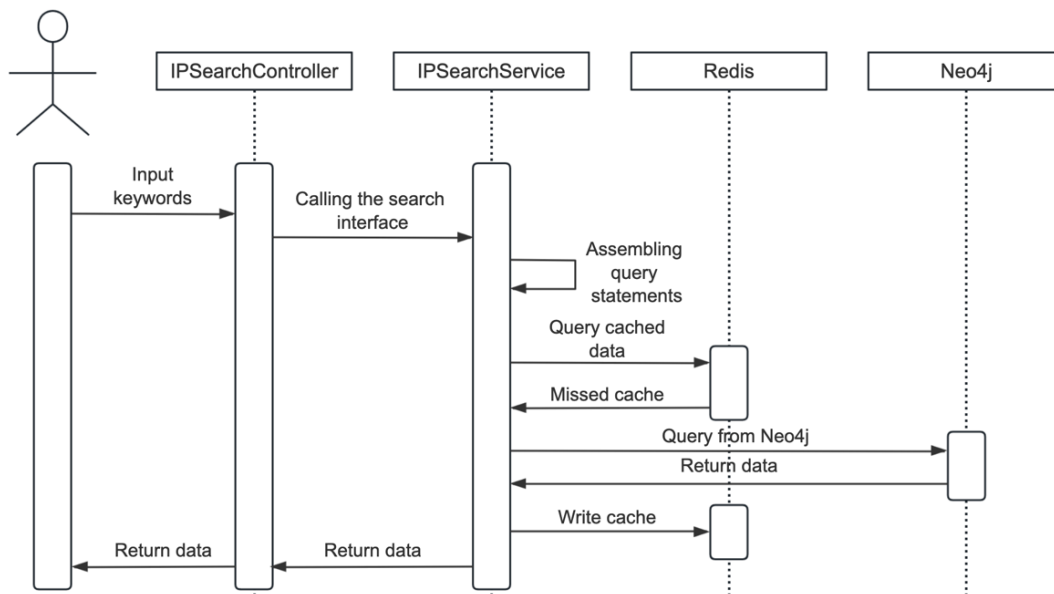 IPSearchController
IPSearchService
Redis
Neo4j
Input
keywords
Calling the search
interface
Assembling
query
statements
Query cached
data
Missed cache
Query from Neo4j
Return data
Write cache
Return data
Return data